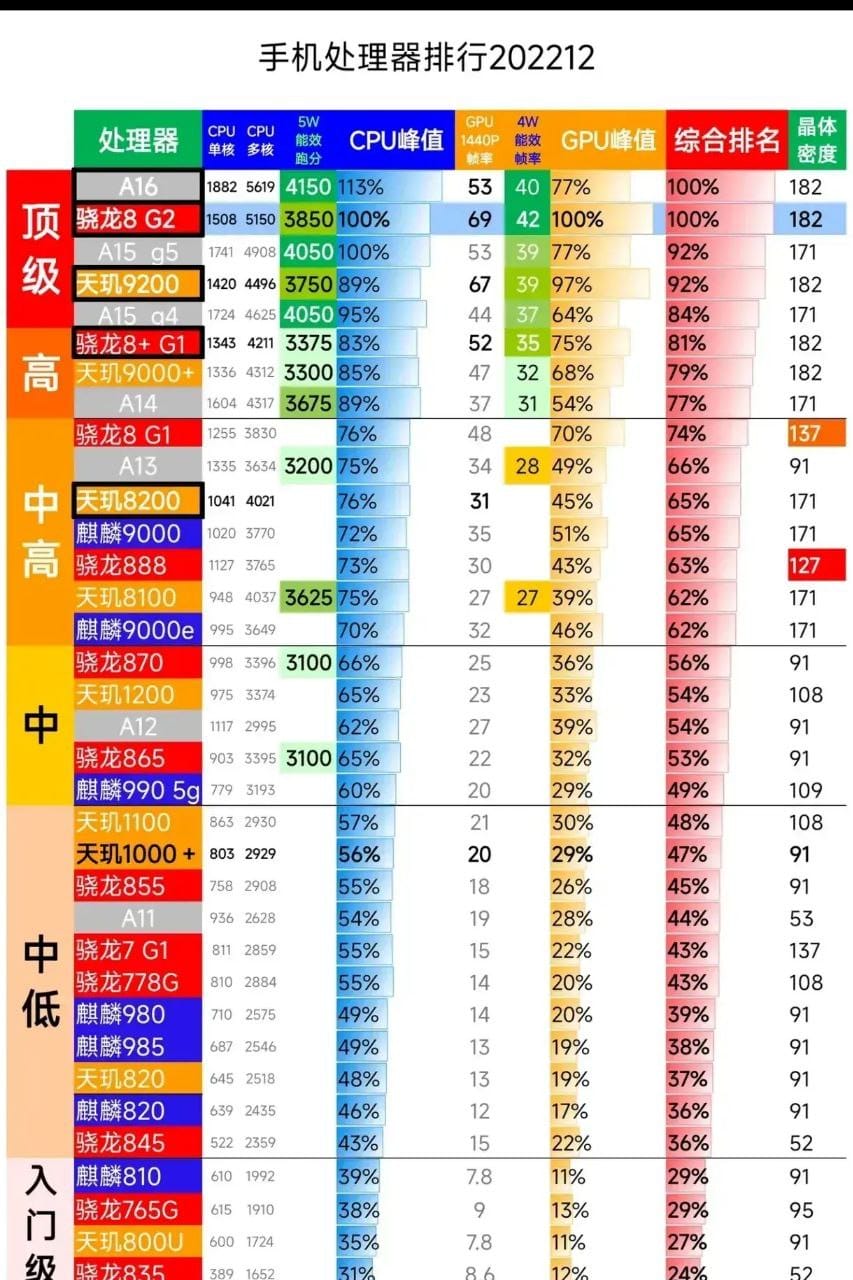 手机处理器排行202212
处理器 CPU单核 CPU多核 5W能效跑分 CPU峰值 GPU 1440P帧率 4W能效帧率 GPU峰值 综合排名 晶体密度
顶级
A16 1882 5619 4150 113% 53 40 77% 100% 182
骁龙8 G2 1508 5150 3850 100% 69 42 100% 100% 182
A15 g5 1741 4908 4050 100% 53 39 77% 92% 171
天玑9200 1420 4496 3750 89% 67 39 97% 92% 182
A15 g4 1724 4625 4050 95% 44 37 64% 84% 171
高
骁龙8+ G1 1343 4211 3375 83% 52 35 75% 81% 182
天玑9000+ 1336 4312 3300 85% 47 32 68% 79% 182
A14 1604 4317 3675 89% 37 31 54% 77% 171
中高
骁龙8 G1 1255 3830 76% 48 70% 74% 137
A13 1335 3634 3200 75% 34 28 49% 66% 91
天玑8200 1041 4021 76% 31 45% 65% 171
麒麟9000 1020 3770 72% 35 51% 65% 171
骁龙888 1127 3765 73% 30 43% 63% 127
天玑8100 948 4037 3625 75% 27 27 39% 62% 171
麒麟9000e 995 3649 70% 32 46% 62% 171
中
骁龙870 998 3396 3100 66% 25 36% 56% 91
天玑1200 975 3374 65% 23 33% 54% 108
A12 1117 2995 62% 27 39% 54% 91
骁龙865 903 3395 3100 65% 22 32% 53% 91
麒麟990 5g 779 3193 60% 20 29% 49% 109
中低
天玑1100 863 2930 57% 21 30% 48% 108
天玑1000 + 803 2929 56% 20 29% 47% 91
骁龙855 758 2908 55% 18 26% 45% 91
A11 936 2628 54% 19 28% 44% 53
骁龙7 G1 811 2859 55% 15 22% 43% 137
骁龙778G 810 2884 55% 14 20% 43% 108
麒麟980 710 2575 49% 14 20% 39% 91
麒麟985 687 2546 49% 13 19% 38% 91
天玑820 645 2518 48% 13 19% 37% 91
麒麟820 639 2435 46% 12 17% 36% 91
骁龙845 522 2359 43% 15 22% 36% 52
入门级
麒麟810 610 1992 39% 7.8 11% 29% 91
骁龙765G 615 1910 38% 9 13% 29% 95
天玑800U 600 1724 35% 7.8 11% 27% 91
骁龙835 389 1652 31% 8.6 12% 24% 52